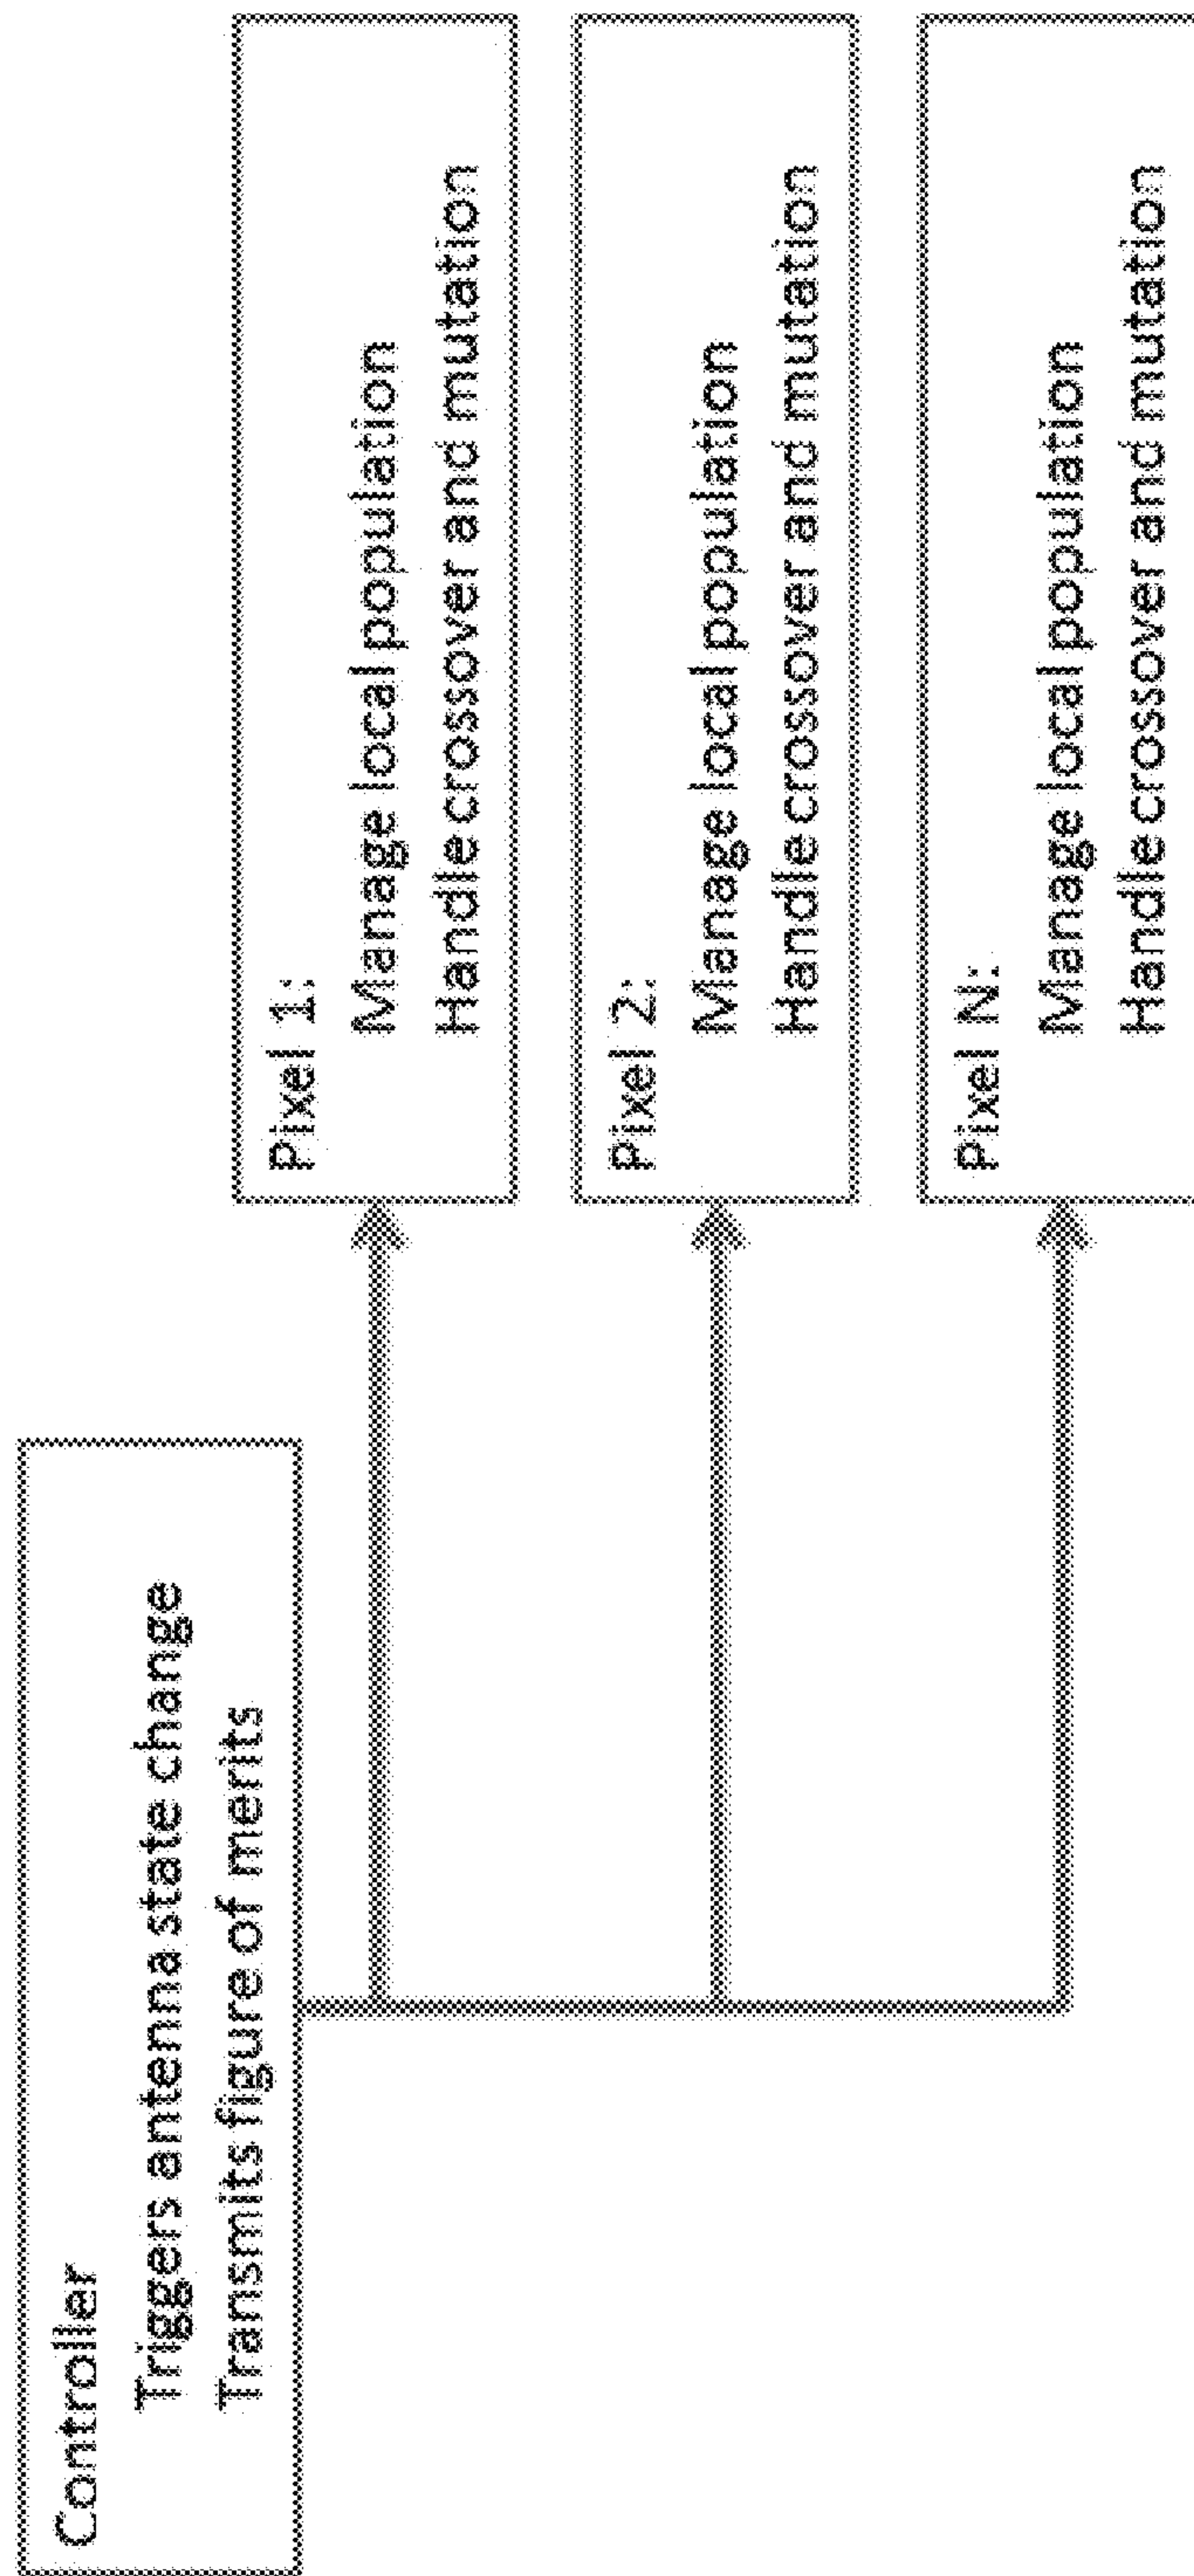 Controller
Triggers antenna state change
Transmits figure of merits
Pixel 1:
Manage local population
Handle crossover and mutation
Pixel 2:
Manage local population
Handle crossover and mutation
Pixel N:
Manage local population
Handle crossover and mutation